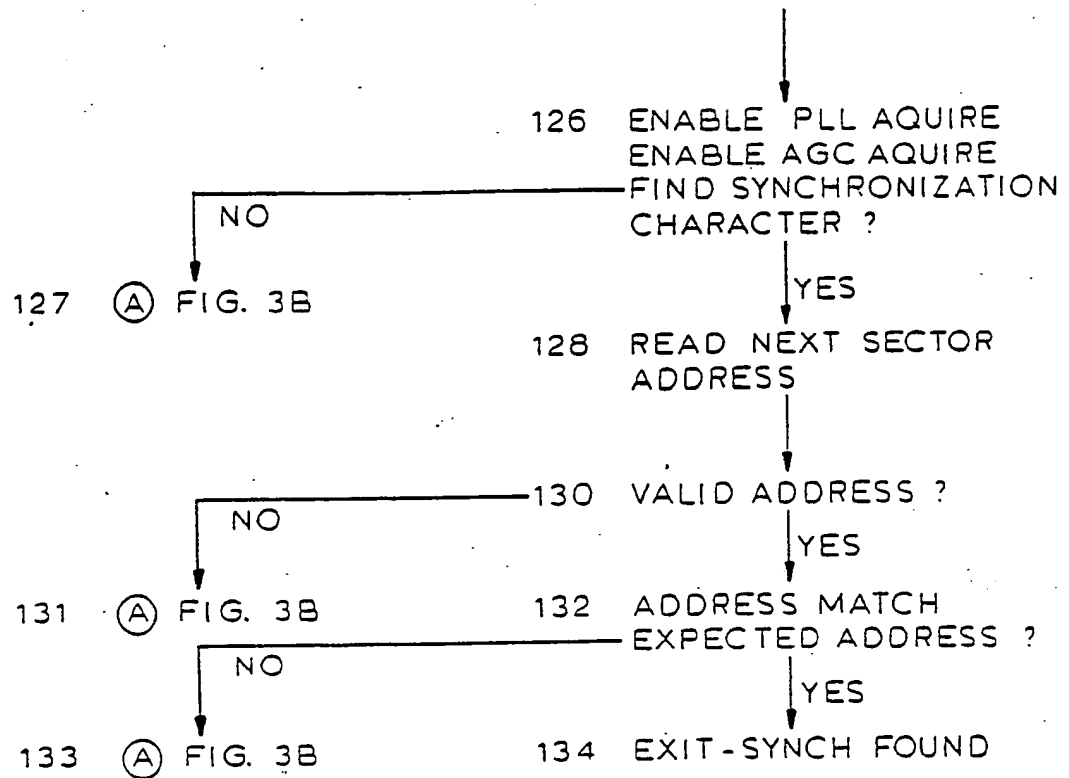 126 ENABLE PLL AQUIRE
ENABLE AGC AQUIRE
FIND SYNCHRONIZATION
CHARACTER ?
NO
YES
127 A FIG. 3B
128 READ NEXT SECTOR
ADDRESS
130 VALID ADDRESS ?
NO
YES
131 A FIG. 3B
132 ADDRESS MATCH
EXPECTED ADDRESS ?
NO
YES
133 A FIG. 3B
134 EXIT-SYNCH FOUND